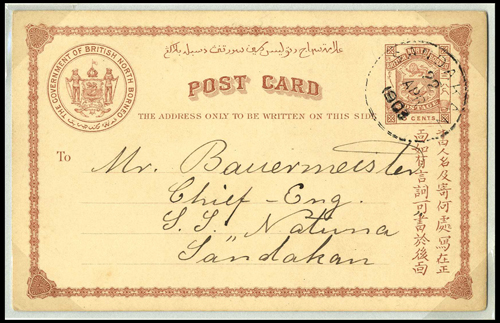 POST CARD
THE GOVERNMENT OF BRITISH NORTH BORNEO
THE ADDRESS ONLY TO BE WRITTEN ON THIS SIDE
CENTS.
1903
To
Mr. Bauermeister
Chief-Eng.
S.S. Natuna
Sandakan
人名及寄何處寫在正
面如有言詞可書於後面